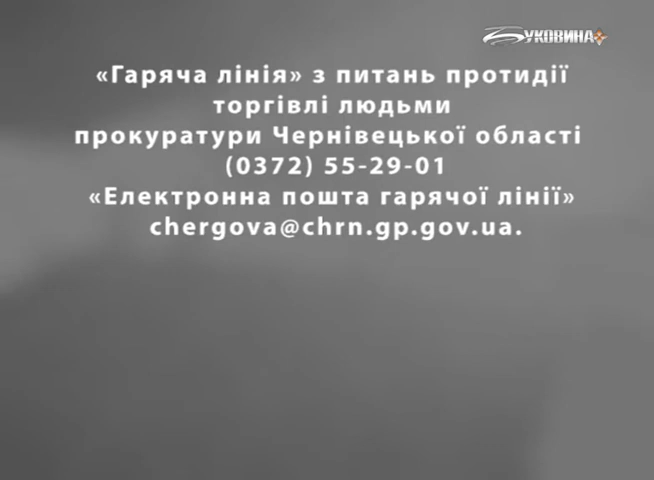 БУКОВИНА
«Гаряча лінія» з питань протидії
торгівлі людьми
прокуратури Чернівецької області
(0372) 55-29-01
«Електронна пошта гарячої лінії»
chergova@chrn.gp.gov.ua.